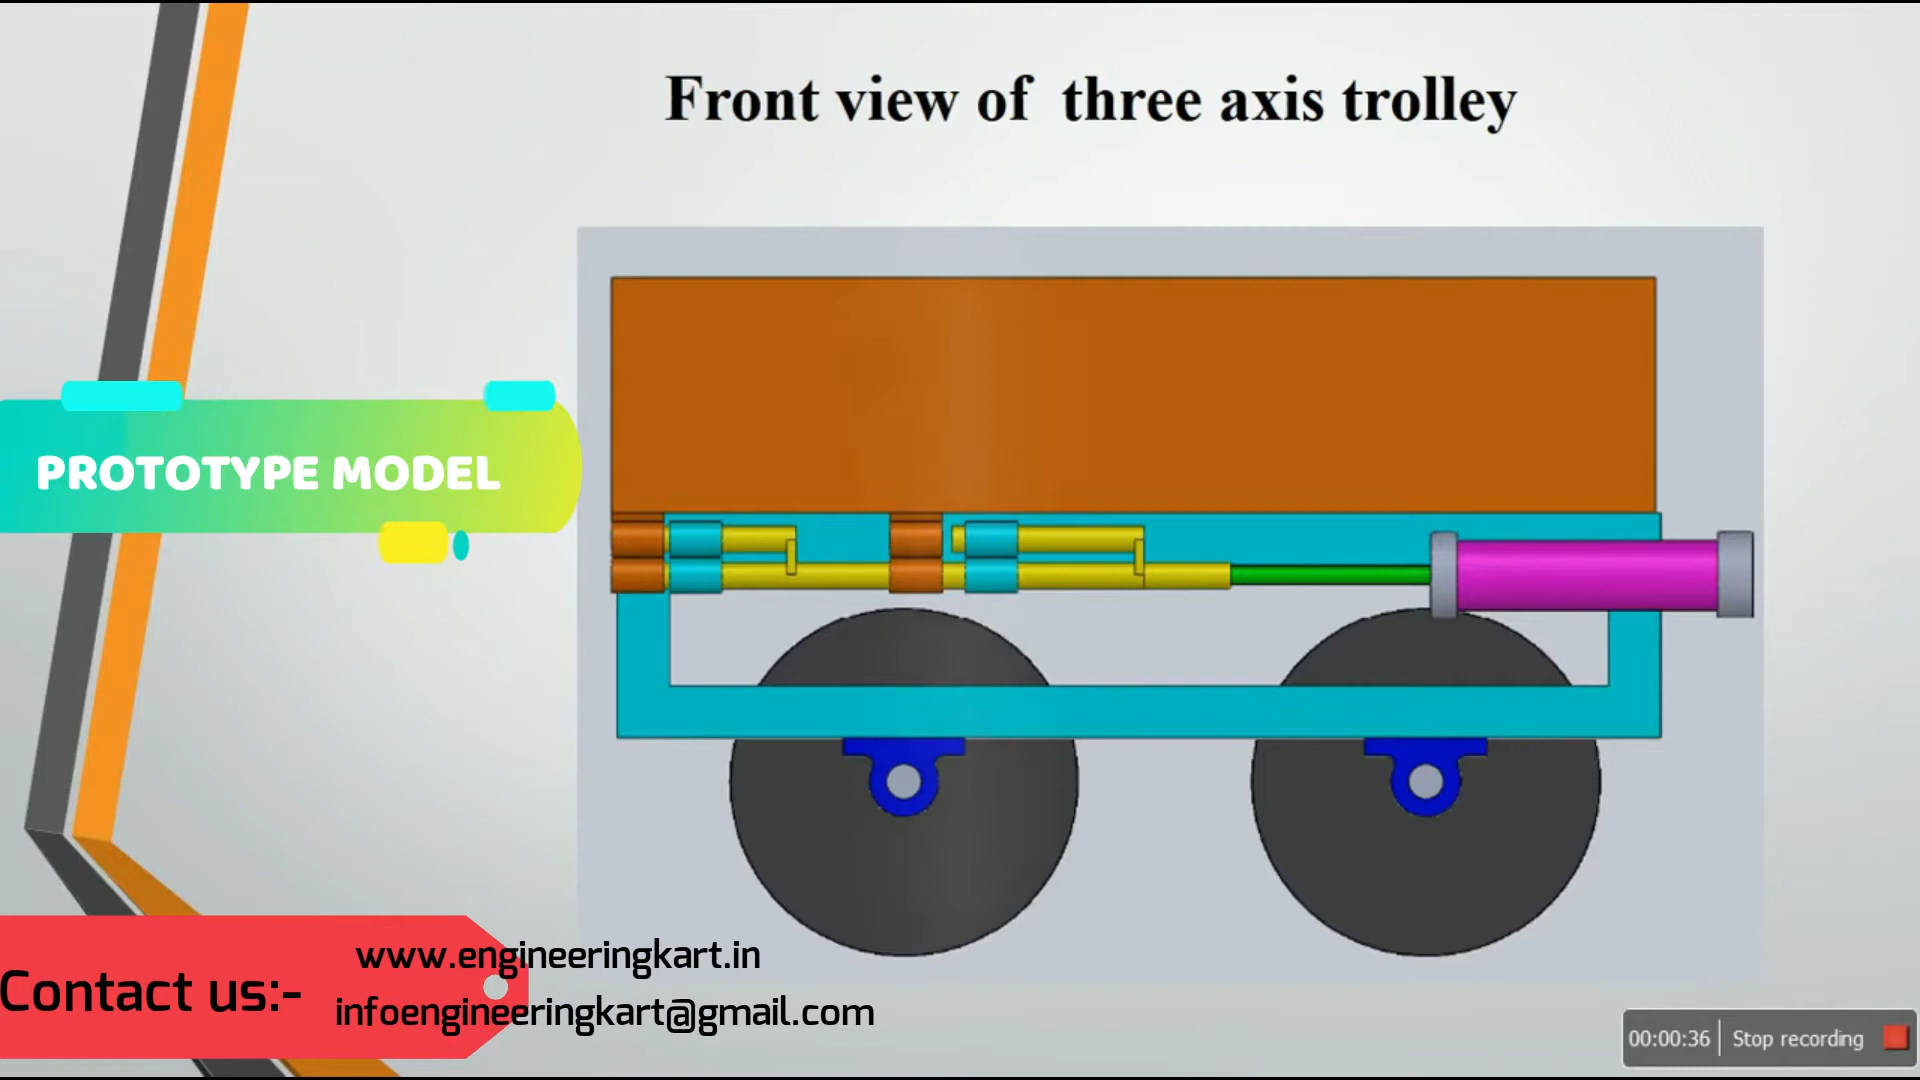 Front view of three axis trolley
PROTOTYPE MODEL
Contact us:-
www.engineeringkart.in
infoengineeringkart@gmail.com
00:00:36 Stop recording